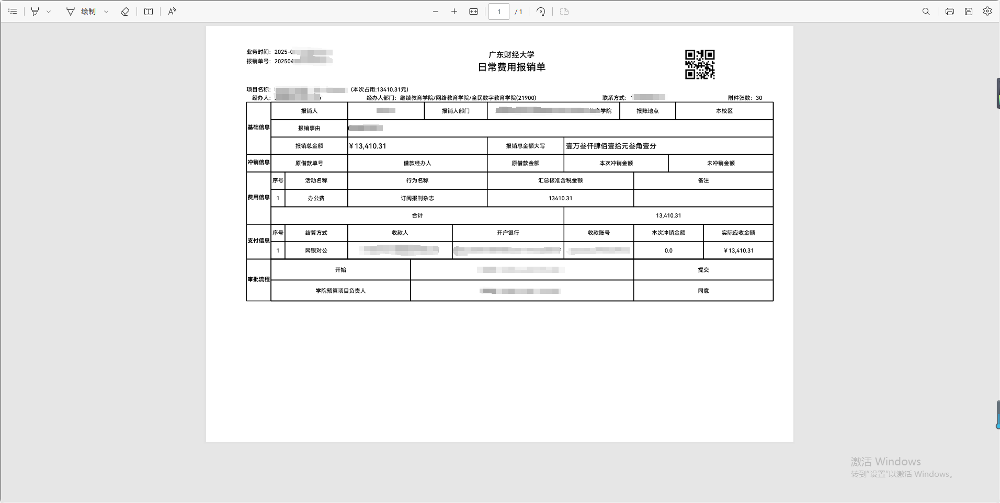 绘制
1 / 1
业务时间： 2025-0
报销单号： 202504
广东财经大学
日常费用报销单
项目名称： (本次占用:13410.31元)
经办人： 经办人部门： 继续教育学院/网络教育学院/全民数字教育学院(21900) 联系方式： 附件张数： 30
基础信息 报销人 报销人部门 学院 报账地点 本校区
报销事由
报销总金额 ¥13,410.31 报销总金额大写 壹万叁仟肆佰壹拾元叁角壹分
冲销信息 原借款单号 借款经办人 原借款金额 本次冲销金额 未冲销金额
费用信息 序号 活动名称 行为名称 汇总核准含税金额 备注
1 办公费 订阅报刊杂志 13410.31
合计 13,410.31
支付信息 序号 结算方式 收款人 开户银行 收款账号 本次冲销金额 实际应收金额
1 网银对公 0.0 ¥13,410.31
审批流程 开始 提交
学院预算项目负责人 同意
激活 Windows
转到"设置"以激活 Windows。